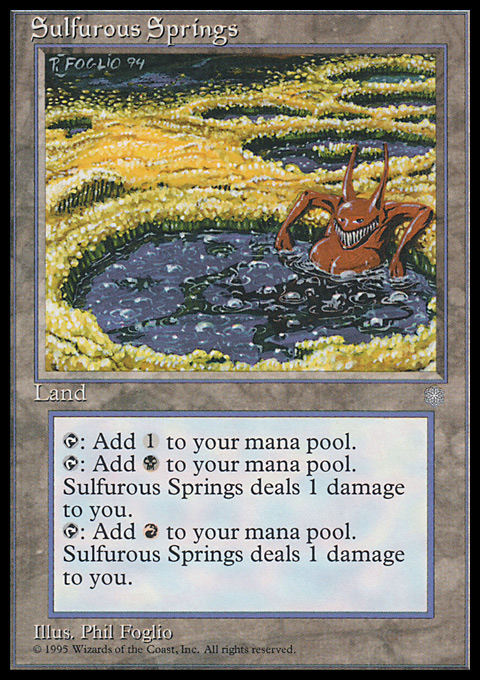 Sulfurous Springs
P. FOGLIO 94
Land
: Add 1 to your mana pool.
: Add to your mana pool.
Sulfurous Springs deals 1 damage
to you.
: Add to your mana pool.
Sulfurous Springs deals 1 damage
to you.
Illus. Phil Foglio
© 1995 Wizards of the Coast, Inc. All rights reserved.